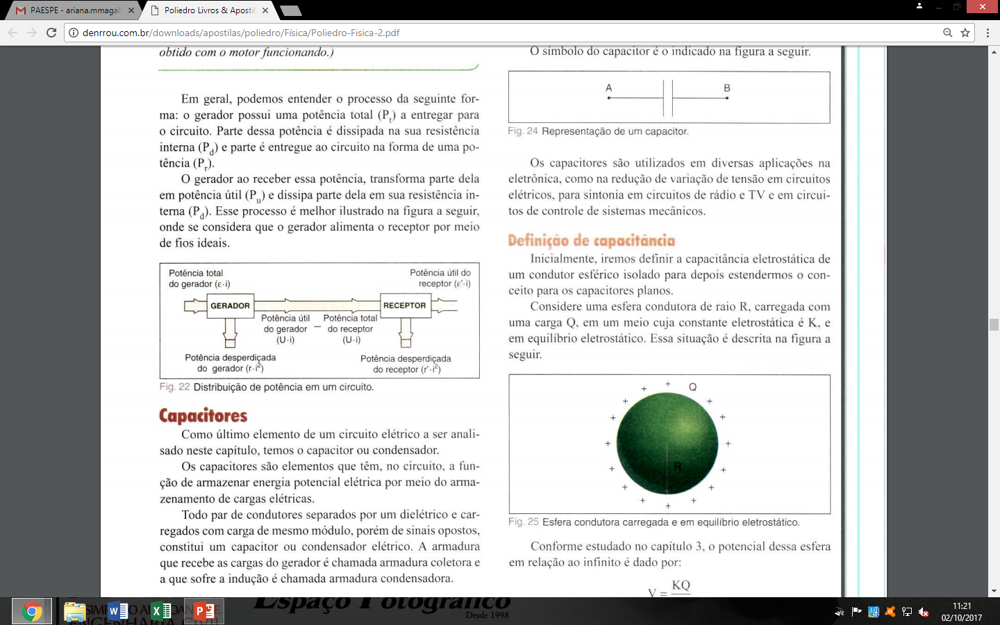 PAESPE - ariana.mmagal
Poliedro Livros & Aposti
denrrou.com.br/downloads/apostilas/poliedro/Física/Poliedro-Fisica-2.pdf
obtido com o motor funcionando.)
Em geral, podemos entender o processo da seguinte for-
ma: o gerador possui uma potência total (Pt) a entregar para
o circuito. Parte dessa potência é dissipada na sua resistência
interna (Pd) e parte é entregue ao circuito na forma de uma po-
tência (Pr).
O gerador ao receber essa potência, transforma parte dela
em potência útil (Pu) e dissipa parte dela em sua resistência in-
terna (Pd). Esse processo é melhor ilustrado na figura a seguir,
onde se considera que o gerador alimenta o receptor por meio
de fios ideais.
Potência total
do gerador (ε·i)
Potência útil do
receptor (ε'·i)
GERADOR
RECEPTOR
Potência útil
do gerador
(U·i)
—
Potência total
do receptor
(U·i)
Potência desperdiçada
do gerador (r·i²)
Potência desperdiçada
do receptor (r'·i²)
Fig. 22 Distribuição de potência em um circuito.
Capacitores
Como último elemento de um circuito elétrico a ser anali-
sado neste capítulo, temos o capacitor ou condensador.
Os capacitores são elementos que têm, no circuito, a fun-
ção de armazenar energia potencial elétrica por meio do arma-
zenamento de cargas elétricas.
Todo par de condutores separados por um dielétrico e car-
regados com carga de mesmo módulo, porém de sinais opostos,
constitui um capacitor ou condensador elétrico. A armadura
que recebe as cargas do gerador é chamada armadura coletora e
a que sofre a indução é chamada armadura condensadora.
O símbolo do capacitor é o indicado na figura a seguir.
A
B
Fig. 24 Representação de um capacitor.
Os capacitores são utilizados em diversas aplicações na
eletrônica, como na redução de variação de tensão em circuitos
elétricos, para sintonia em circuitos de rádio e TV e em circui-
tos de controle de sistemas mecânicos.
Definição de capacitância
Inicialmente, iremos definir a capacitância eletrostática de
um condutor esférico isolado para depois estendermos o con-
ceito para os capacitores planos.
Considere uma esfera condutora de raio R, carregada com
uma carga Q, em um meio cuja constante eletrostática é K, e
em equilíbrio eletrostático. Essa situação é descrita na figura a
seguir.
Q
R
Fig. 25 Esfera condutora carregada e em equilíbrio eletrostático.
Conforme estudado no capítulo 3, o potencial dessa esfera
em relação ao infinito é dado por:
V = KQ
Espaço Fotográfico
Desde 1998
11:21
02/10/2017